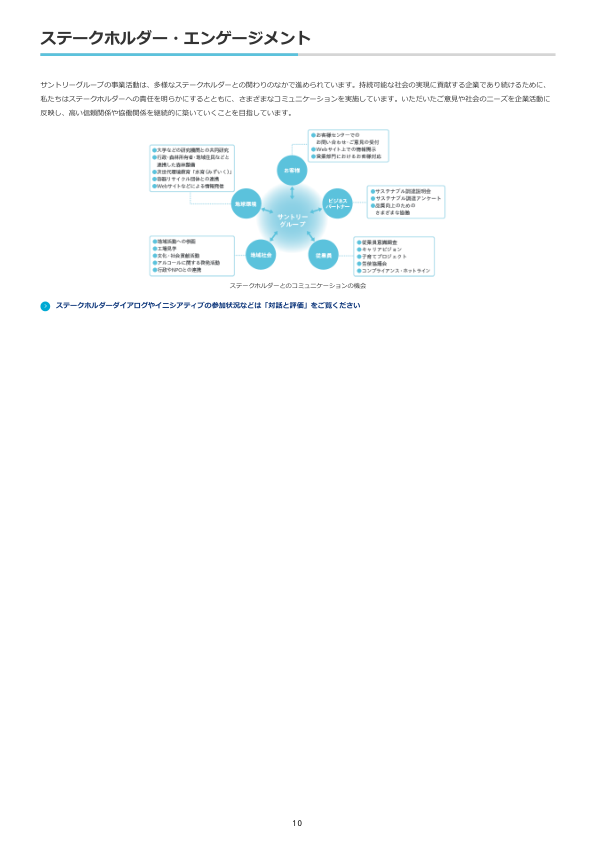 ステークホルダー・エンゲージメント
サントリーグループの事業活動は、多様なステークホルダーとの関わりのなかで進められています。持続可能な社会の実現に貢献する企業であり続けるために、
私たちはステークホルダーへの責任を明らかにするとともに、さまざまなコミュニケーションを実施しています。いただいたご意見や社会のニーズを企業活動に
反映し、高い信頼関係や協働関係を継続的に築いていくことを目指しています。
●お客様センターでの
お問い合わせ・ご意見の受付
●Webサイト上での情報開示
●営業部門におけるお客様対応
お客様
●大学などの研究機関との共同研究
●行政・森林所有者・地域住民などと
連携した森林整備
●次世代環境教育「水育(みずいく)」
●容器リサイクル団体との連携
●Webサイトなどによる情報発信
地球環境
ビジネス
パートナー
●サステナブル調達説明会
●サステナブル調達アンケート
●品質向上のための
さまざまな協働
サントリー
グループ
●地域活動への参画
●工場見学
●文化・社会貢献活動
●アルコールに関する啓発活動
●行政やNPOとの連携
地域社会
従業員
●従業員意識調査
●キャリアビジョン
●子育てプロジェクト
●労使協議会
●コンプライアンス・ホットライン
ステークホルダーとのコミュニケーションの機会
ステークホルダーダイアログやイニシアティブの参加状況などは「対話と評価」をご覧ください
10